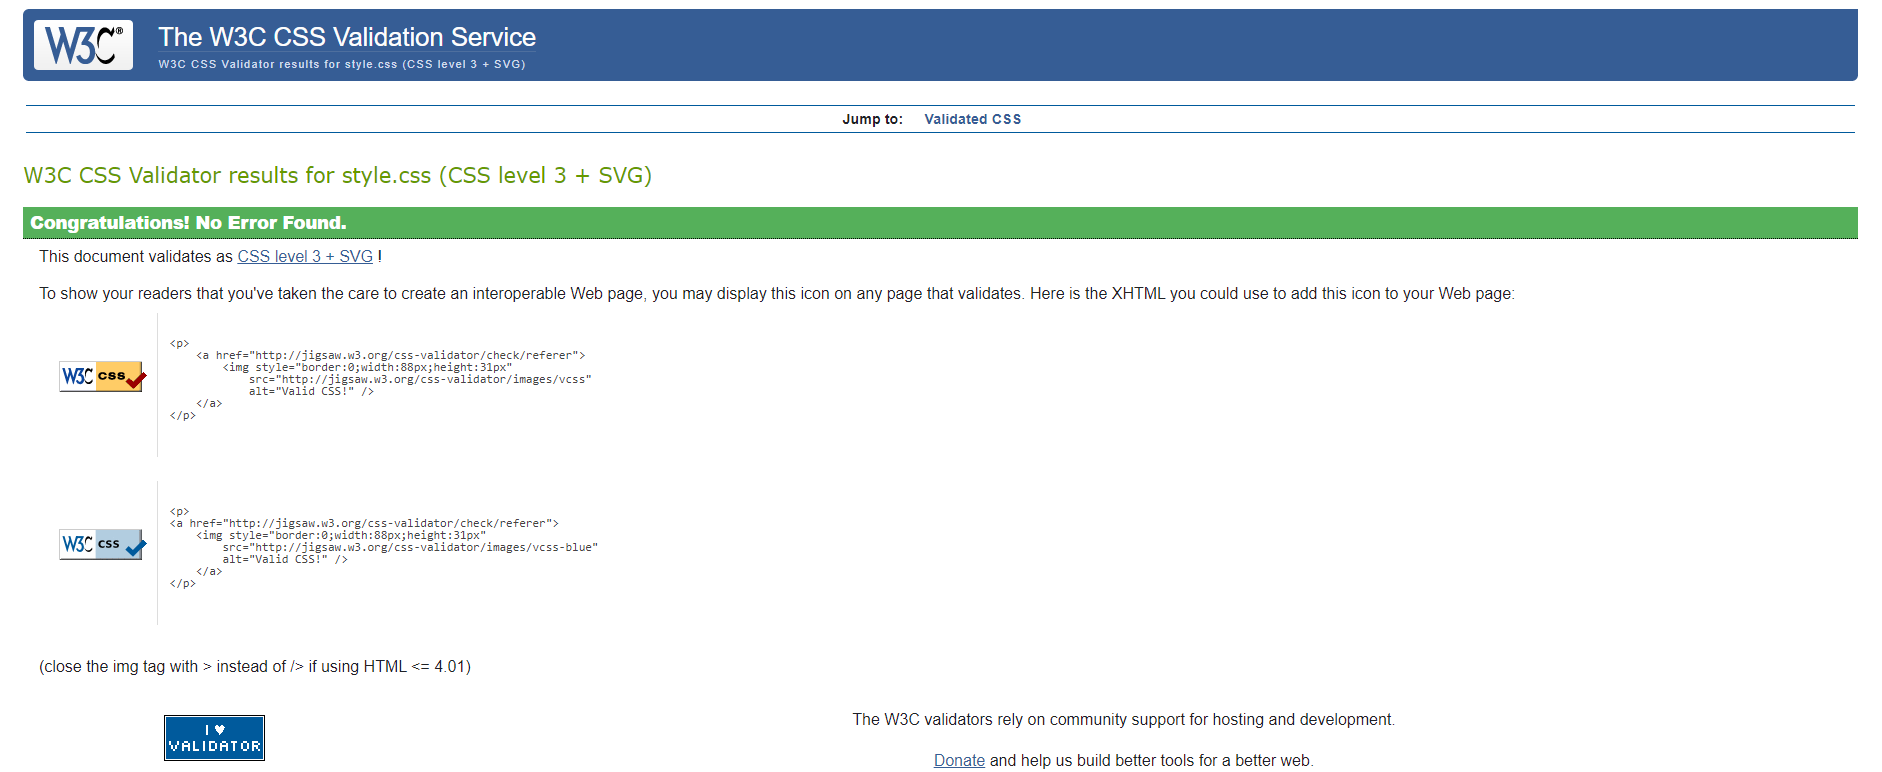 W3C®
The W3C CSS Validation Service
W3C CSS Validator results for style.css (CSS level 3 + SVG)
Jump to: Validated CSS
W3C CSS Validator results for style.css (CSS level 3 + SVG)
Congratulations! No Error Found.
This document validates as CSS level 3 + SVG !
To show your readers that you've taken the care to create an interoperable Web page, you may display this icon on any page that validates. Here is the XHTML you could use to add this icon to your Web page:
W3C css
<p>
<a href="http://jigsaw.w3.org/css-validator/check/referer">
<img style="border:0;width:88px;height:31px"
src="http://jigsaw.w3.org/css-validator/images/vcss"
alt="Valid CSS!" />
</a>
</p>
W3C css
<p>
<a href="http://jigsaw.w3.org/css-validator/check/referer">
<img style="border:0;width:88px;height:31px"
src="http://jigsaw.w3.org/css-validator/images/vcss-blue"
alt="Valid CSS!" />
</a>
</p>
(close the img tag with > instead of /> if using HTML <= 4.01)
I ♥
VALIDATOR
The W3C validators rely on community support for hosting and development.
Donate and help us build better tools for a better web.